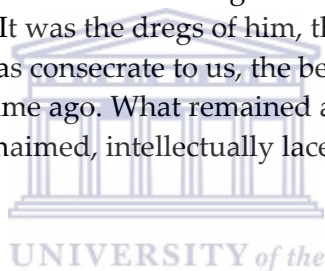 It was the dregs of him, th
as consecrate to us, the be
me ago. What remained a
naimed, intellectually lace
UNIVERSITY of the